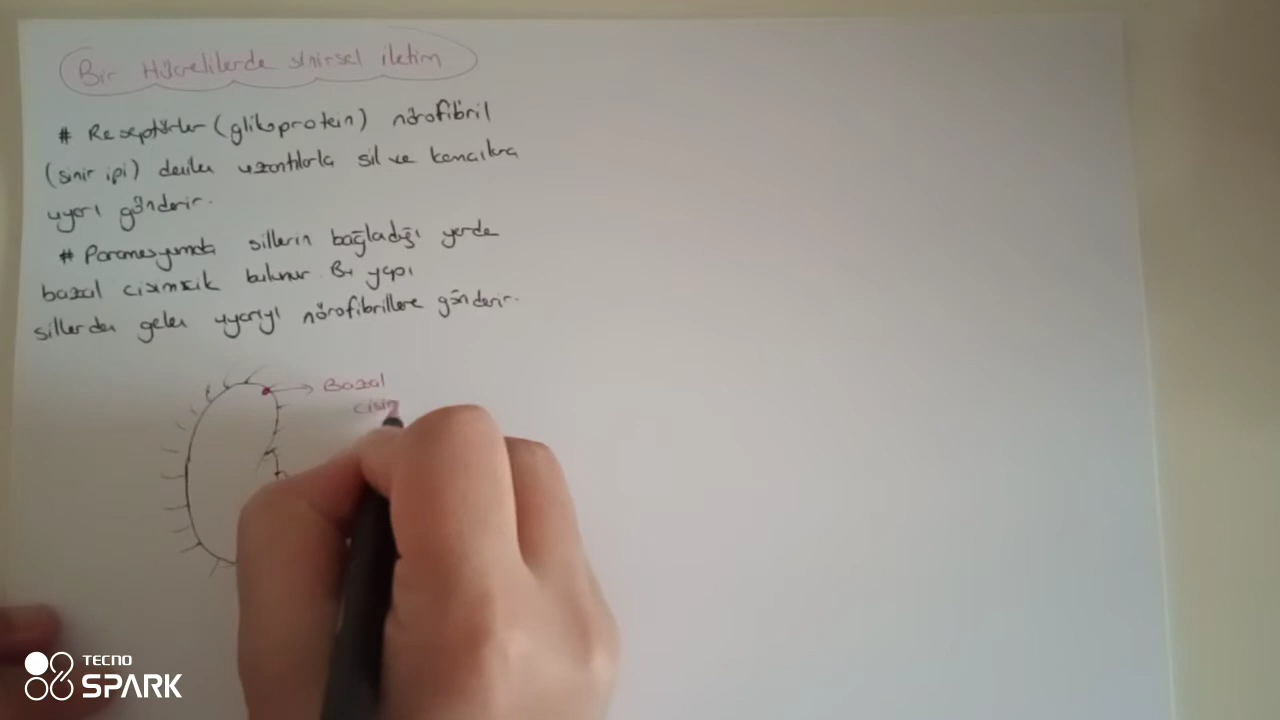 Bir Hücrelilerde sinirsel iletim
# Reseptörler (glikoprotein) nörofibril
(sinir ipi) denilen uzantılarla sil ve kamçılara
uyarı gönderir.
# Paramesyumda sillerin bağladığı yerde
bazal cisimcik bulunur. Bu yapı
sillerden gelen uyarıyı nörofibrillere gönderir.
Bazal
cisim
TECNO
SPARK